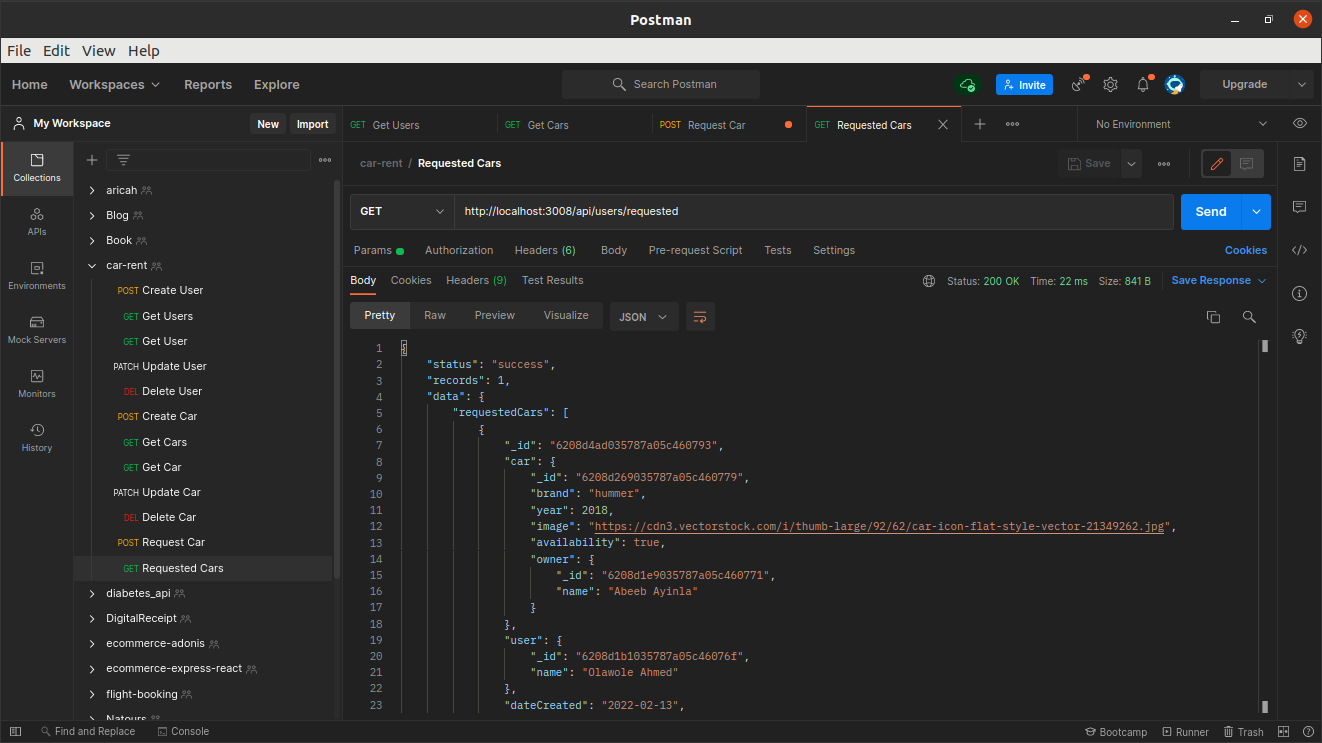 Postman
File Edit View Help
Home Workspaces Reports Explore Search Postman Invite Upgrade
My Workspace New Import
GET Get Users GET Get Cars POST Request Car GET Requested Cars No Environment
Collections
APIs
Environments
Mock Servers
Monitors
History
aricah
Blog
Book
car-rent
POST Create User
GET Get Users
GET Get User
PATCH Update User
DEL Delete User
POST Create Car
GET Get Cars
GET Get Car
PATCH Update Car
DEL Delete Car
POST Request Car
GET Requested Cars
diabetes_api
DigitalReceipt
ecommerce-adonis
ecommerce-express-react
flight-booking
Natours
car-rent / Requested Cars Save
GET http://localhost:3008/api/users/requested Send
Params Authorization Headers (6) Body Pre-request Script Tests Settings Cookies
Body Cookies Headers (9) Test Results Status: 200 OK Time: 22 ms Size: 841 B Save Response
Pretty Raw Preview Visualize JSON
1 {
2 "status": "success",
3 "records": 1,
4 "data": {
5 "requestedCars": [
6 {
7 "_id": "6208d4ad035787a05c460793",
8 "car": {
9 "_id": "6208d269035787a05c460779",
10 "brand": "hummer",
11 "year": 2018,
12 "image": "https://cdn3.vectorstock.com/i/thumb-large/92/62/car-icon-flat-style-vector-21349262.jpg",
13 "availability": true,
14 "owner": {
15 "_id": "6208d1e9035787a05c460771",
16 "name": "Abeeb Ayinla"
17 }
18 },
19 "user": {
20 "_id": "6208d1b1035787a05c46076f",
21 "name": "Olawole Ahmed"
22 },
23 "dateCreated": "2022-02-13",
Find and Replace Console Bootcamp Runner Trash